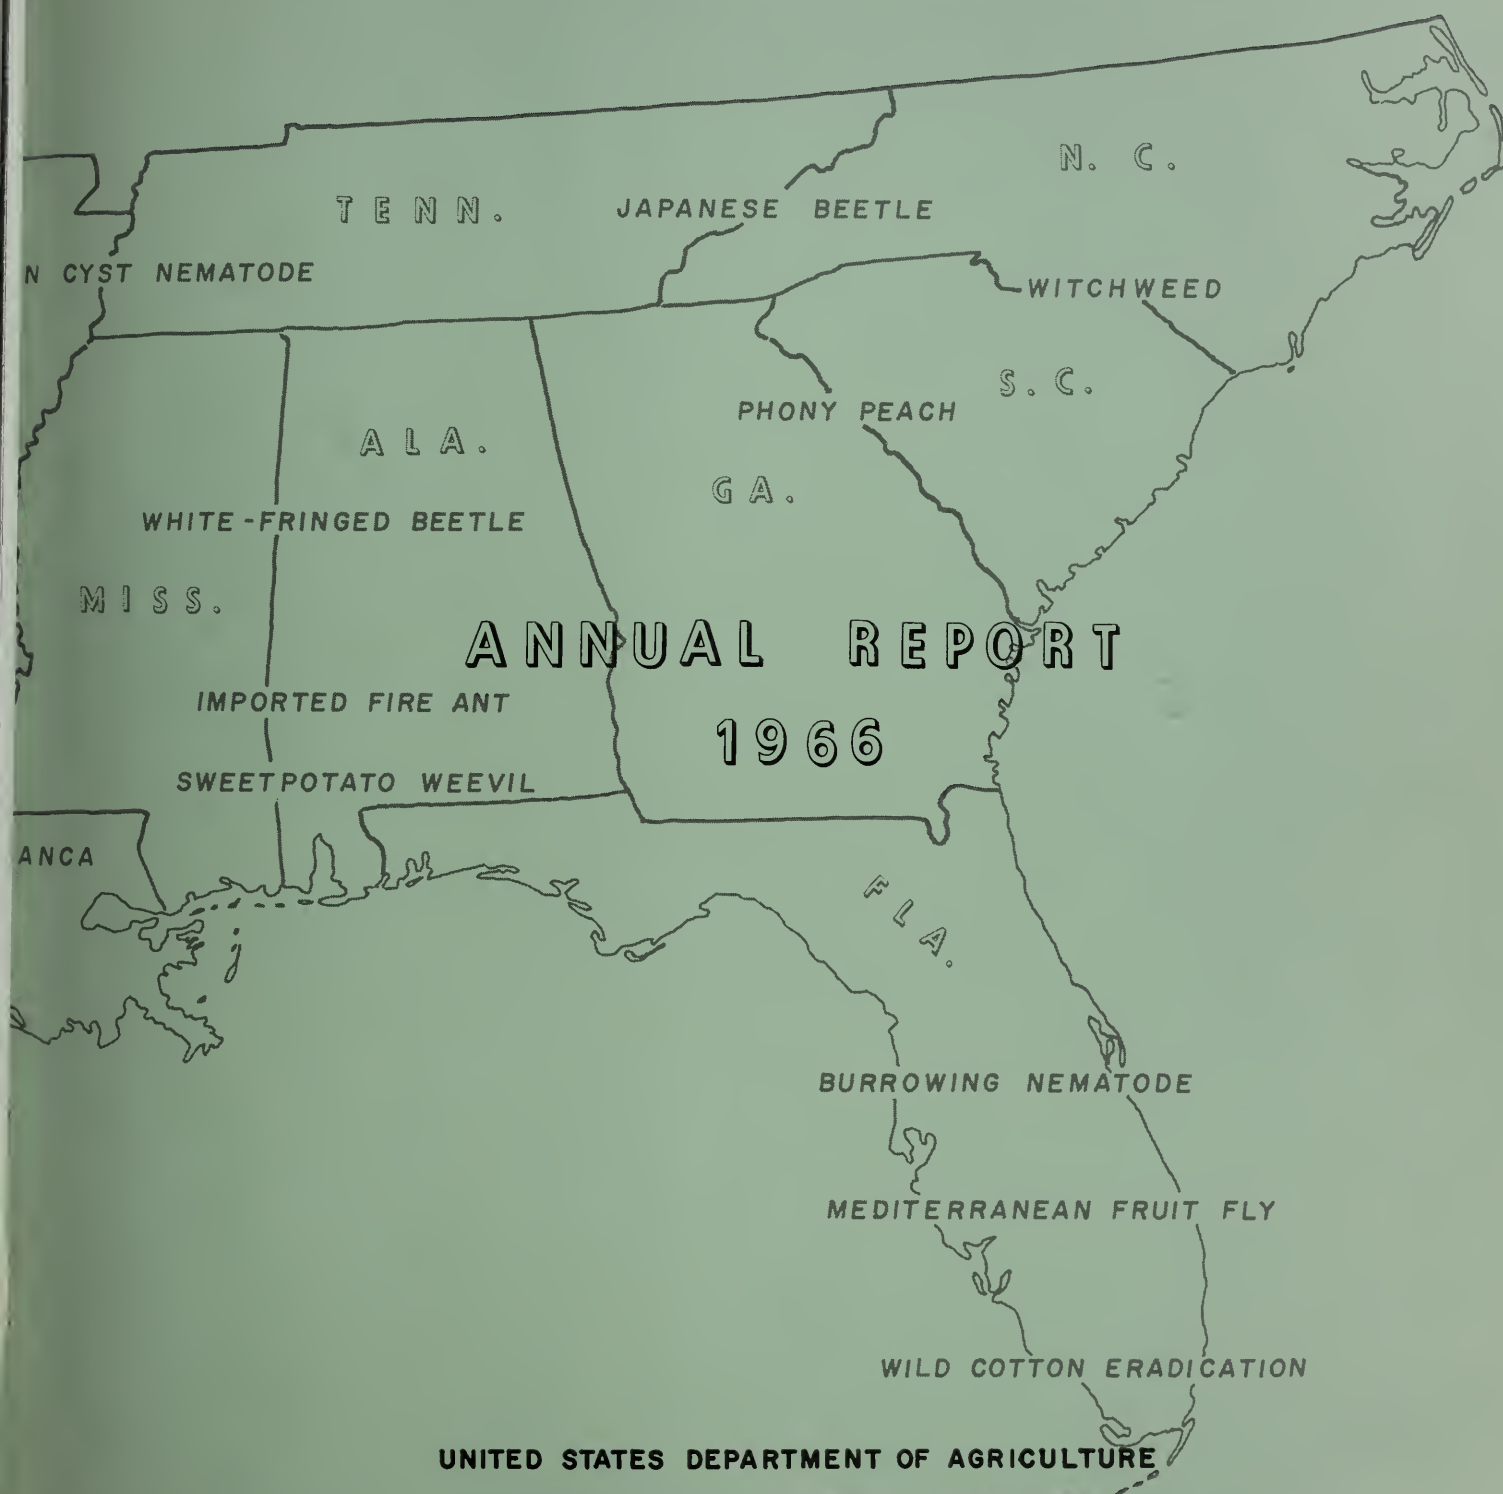 N. C.
TENN.
JAPANESE BEETLE
N CYST NEMATODE
WITCHWEED
S. C.
PHONY PEACH
ALA.
GA.
WHITE-FRINGED BEETLE
MISS.
ANNUAL REPORT
IMPORTED FIRE ANT
1966
SWEETPOTATO WEEVIL
ANCA
FLA.
BURROWING NEMATODE
MEDITERRANEAN FRUIT FLY
WILD COTTON ERADICATION
UNITED STATES DEPARTMENT OF AGRICULTURE